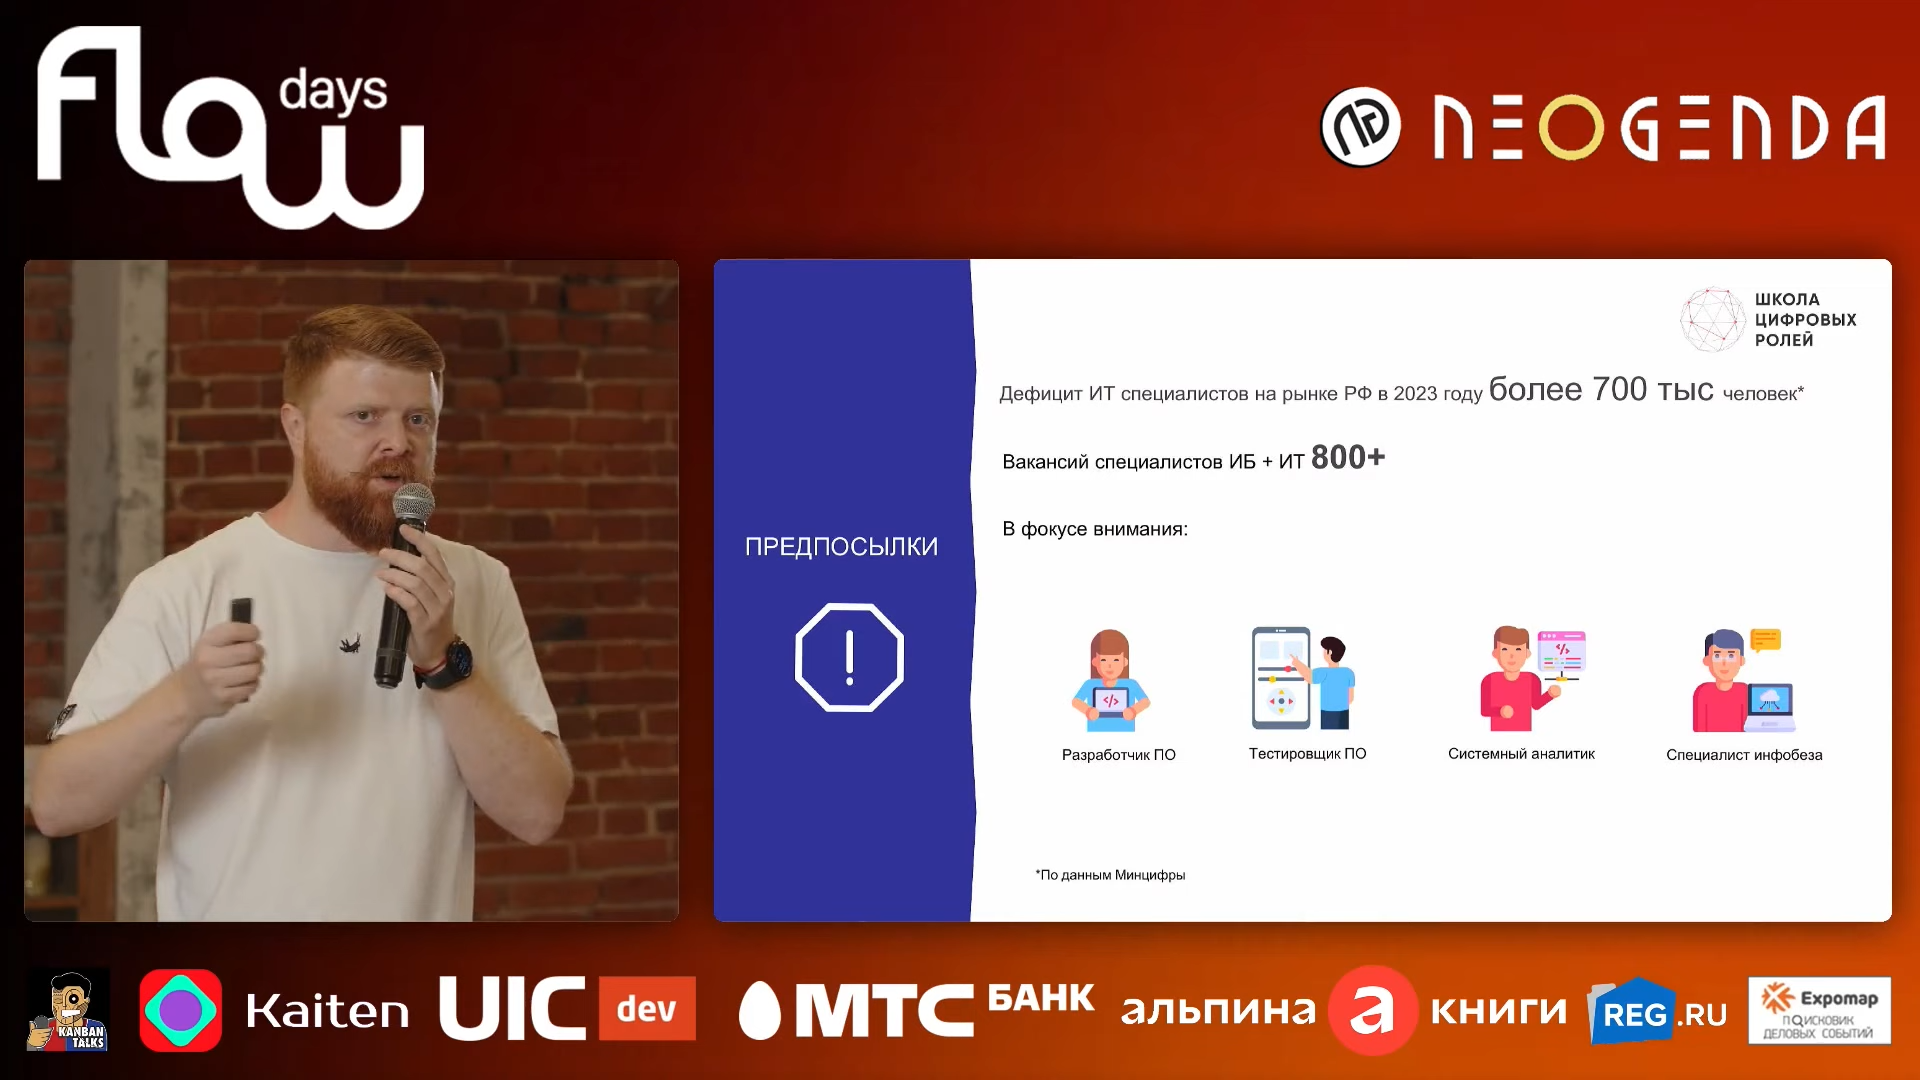 flow
days
NEOGENDA
ШКОЛА
ЦИФРОВЫХ
РОЛЕЙ
ПРЕДПОСЫЛКИ
Дефицит ИТ специалистов на рынке РФ в 2023 году более 700 тыс человек*
Вакансий специалистов ИБ + ИТ 800+
В фокусе внимания:
Разработчик ПО
Тестировщик ПО
Системный аналитик
Специалист инфобеза
*По данным Минцифры
KANBAN
TALKS
Kaiten
UIC dev
МТС БАНК
альпина а книги
REG.RU
Expomap
ПОИСКОВИК
ДЕЛОВЫХ СОБЫТИЙ